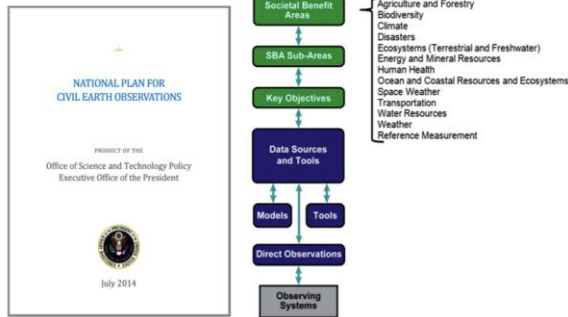 NATIONAL PLAN FOR
CIVIL EARTH OBSERVATIONS
PRODUCT OF THE
Office of Science and Technology Policy
Executive Office of the President
July 2014
Societal Benefit
Areas
SBA Sub-Areas
Key Objectives
Data Sources
and Tools
Models
Tools
Direct Observations
Observing
Systems
Agriculture and Forestry
Biodiversity
Climate
Disasters
Ecosystems (Terrestrial and Freshwater)
Energy and Mineral Resources
Human Health
Ocean and Coastal Resources and Ecosystems
Space Weather
Transportation
Water Resources
Weather
Reference Measurement